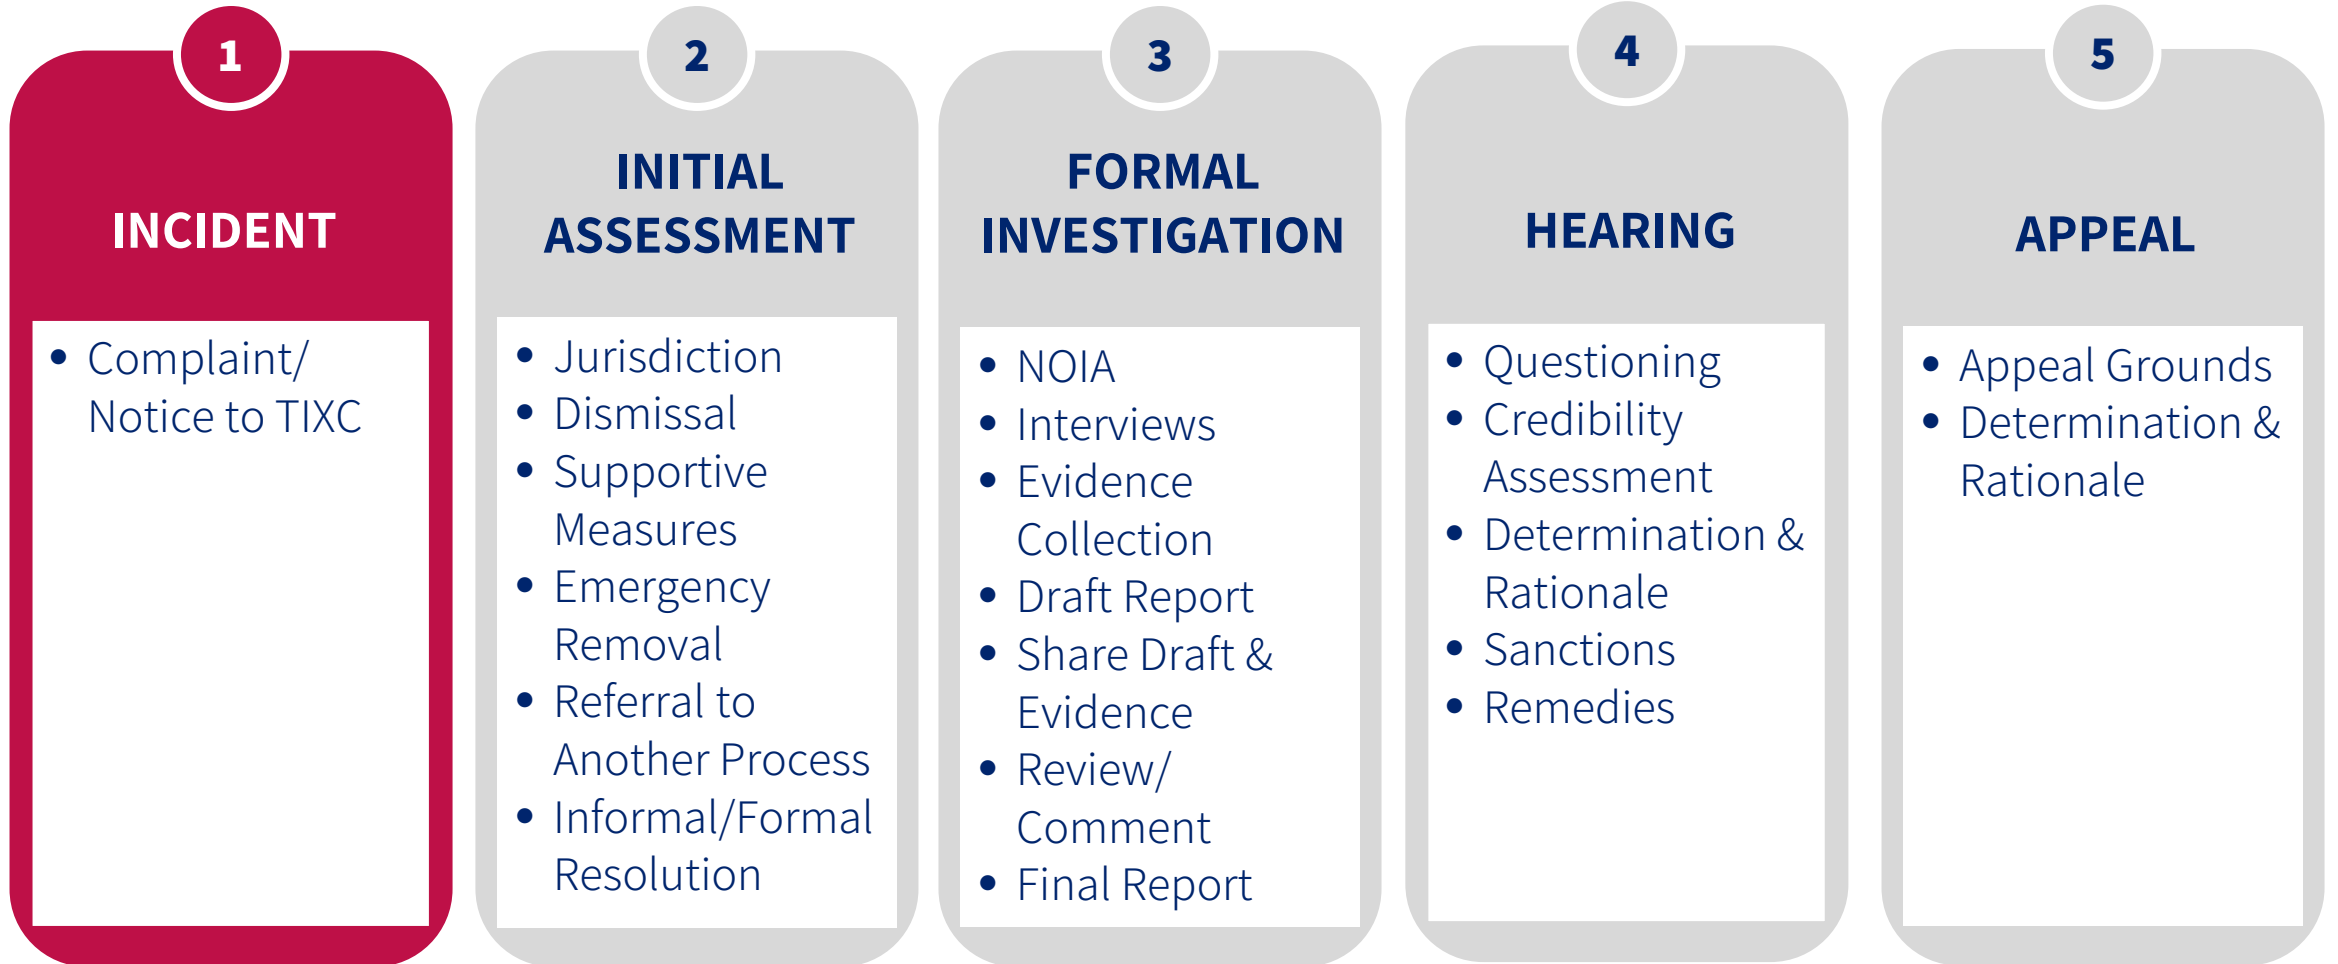 1
INCIDENT
• Complaint/
Notice to TIXC
2
INITIAL
ASSESSMENT
• Jurisdiction
• Dismissal
• Supportive
Measures
• Emergency
Removal
• Referral to
Another Process
• Informal/Formal
Resolution
3
FORMAL
INVESTIGATION
• NOIA
• Interviews
• Evidence
Collection
• Draft Report
• Share Draft &
Evidence
• Review/
Comment
• Final Report
4
HEARING
• Questioning
• Credibility
Assessment
• Determination &
Rationale
• Sanctions
• Remedies
5
APPEAL
• Appeal Grounds
• Determination &
Rationale